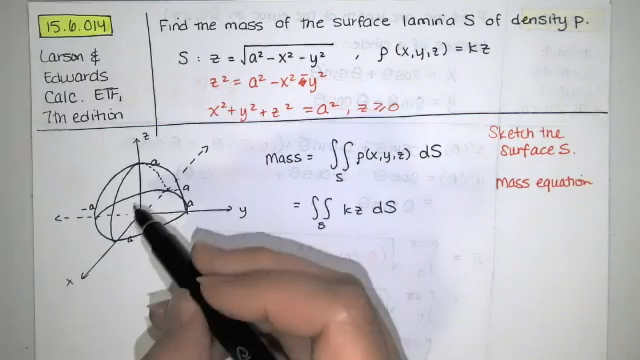 15.6.014
Find the mass of the surface lamina S of density ρ.
Larson &
Edwards
Calc. ETF,
7th edition
S : z = √(a² − x² − y²) , ρ(x,y,z) = kz
z² = a² − x² − y²
x² + y² + z² = a² , z ≥ 0
Sketch the
surface S.
Mass = ∬_S ρ(x,y,z) dS
Mass equation
= ∬_S kz dS
z
a
a
-a
a
y
a
x